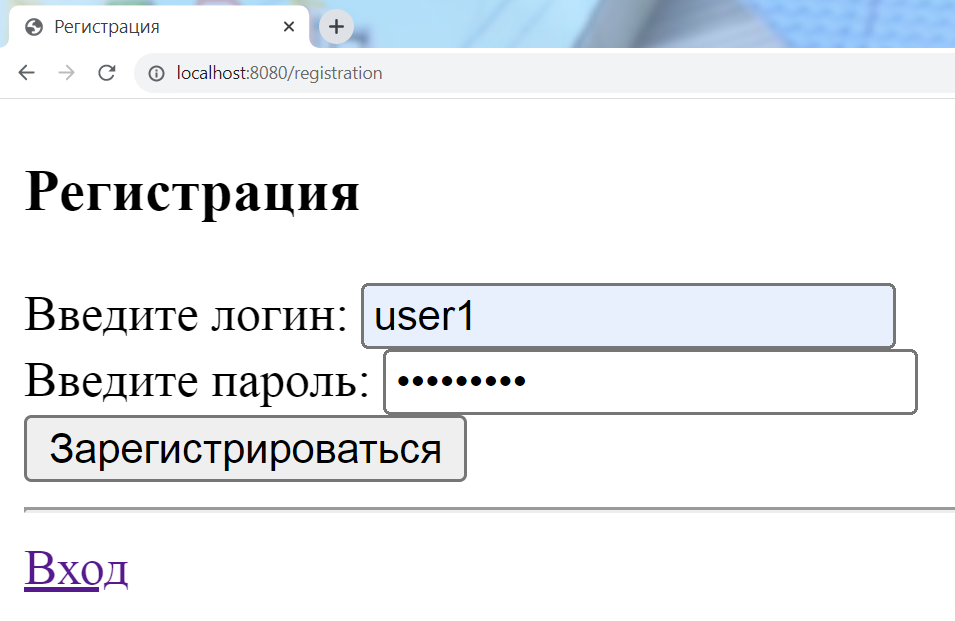 Регистрация
localhost:8080/registration
Регистрация
Введите логин: user1
Введите пароль: •••••••••
Зарегистрироваться
Вход